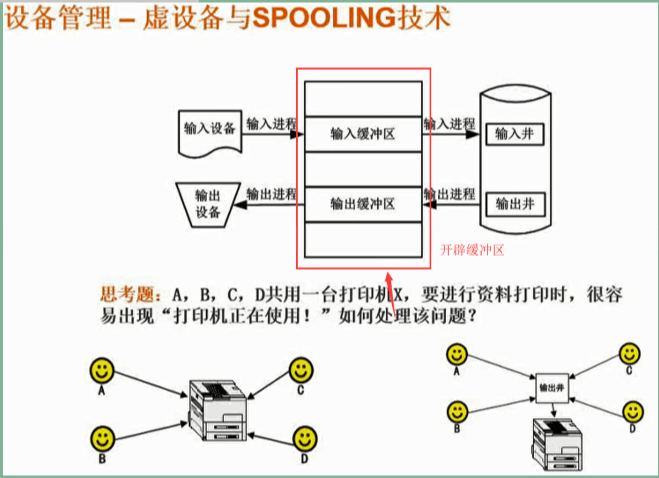 设备管理 – 虚设备与SPOOLING技术
输入设备
输入进程
输入缓冲区
输入进程
输入井
输出
设备
输出进程
输出缓冲区
输出进程
输出井
开辟缓冲区
思考题：A，B，C，D共用一台打印机X，要进行资料打印时，很容
易出现“打印机正在使用！”如何处理该问题？
A
C
B
D
A
C
输出井
B
D